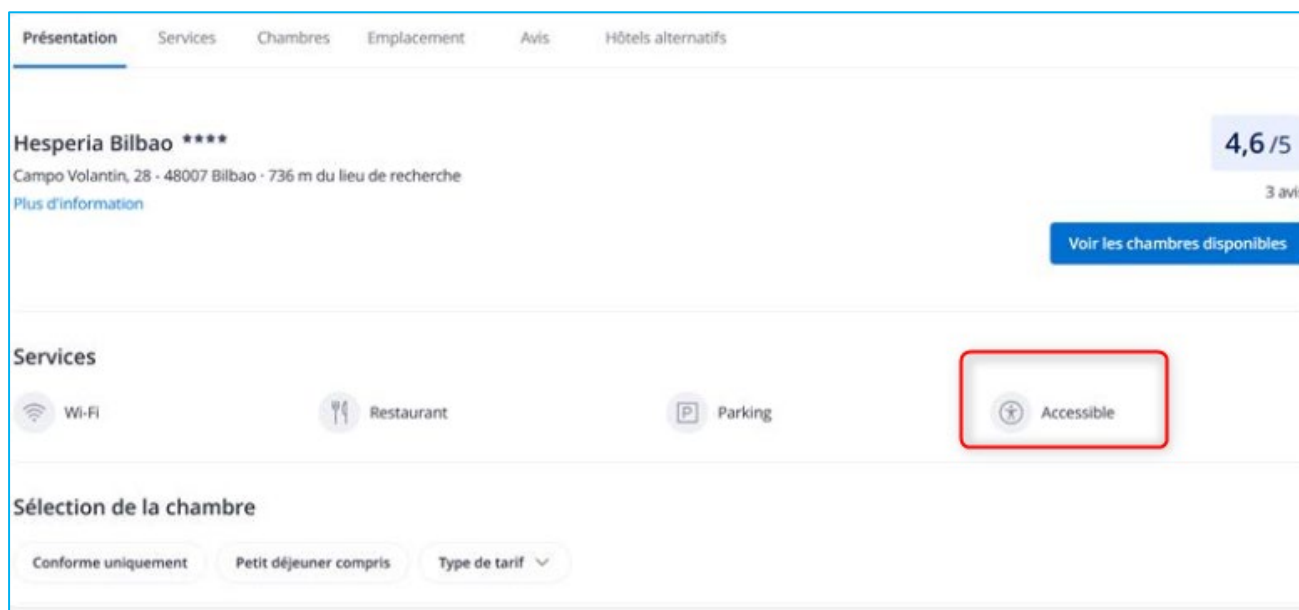 Présentation Services Chambres Emplacement Avis Hôtels alternatifs
Hesperia Bilbao ****
4,6 /5
Campo Volantin, 28 - 48007 Bilbao · 736 m du lieu de recherche
3 avi
Plus d'information
Voir les chambres disponibles
Services
Wi-Fi Restaurant P Parking Accessible
Sélection de la chambre
Conforme uniquement Petit déjeuner compris Type de tarif